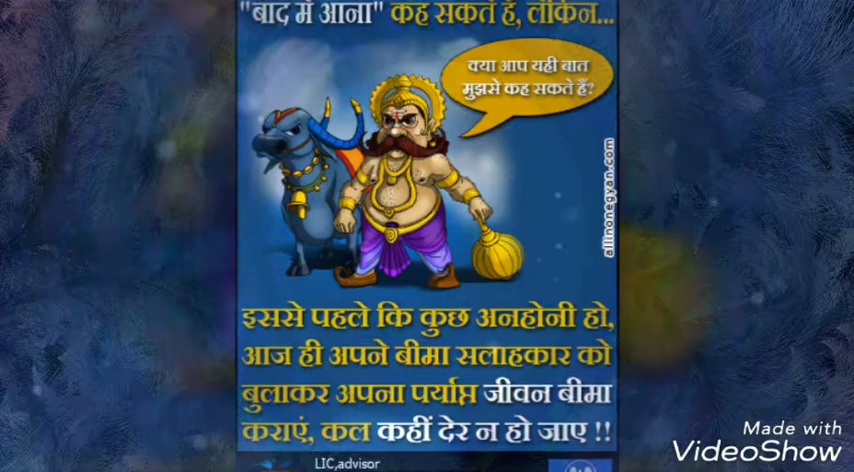 "बाद में आना" कह सकते हैं, लेकिन...
क्या आप यही बात
मुझसे कह सकते हैं?
allinonegyan.com
इससे पहले कि कुछ अनहोनी हो,
आज ही अपने बीमा सलाहकार को
बुलाकर अपना पर्याप्त जीवन बीमा
कराएं, कल कहीं देर न हो जाए !!
LIC,advisor
Made with
VideoShow